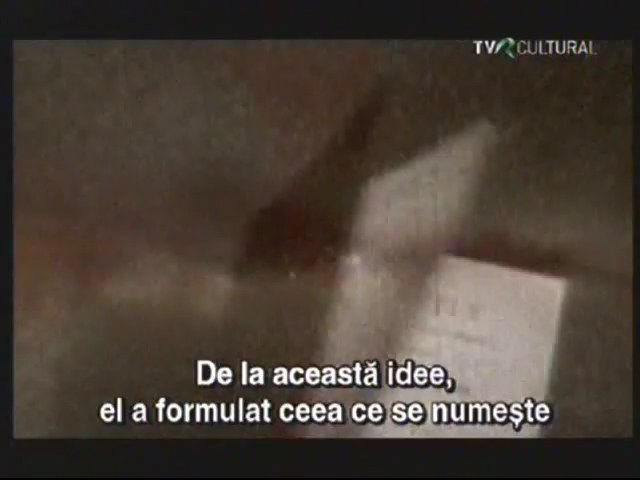 TVR CULTURAL
De la această idee,
el a formulat ceea ce se numește